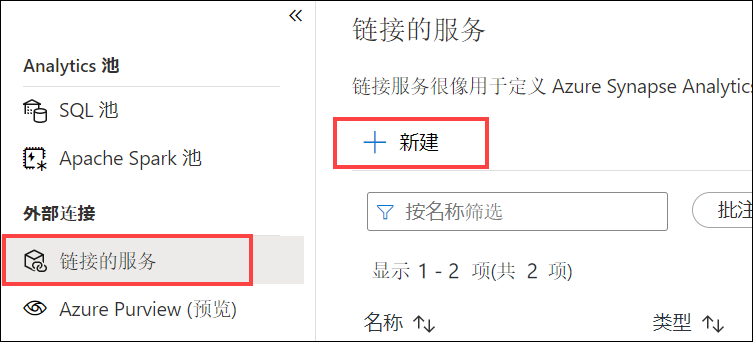 Analytics 池
SQL 池
Apache Spark 池
外部连接
链接的服务
Azure Purview (预览)
链接的服务
链接服务很像用于定义 Azure Synapse Analytics
新建
按名称筛选
批注
显示 1 - 2 项(共 2 项)
名称
类型